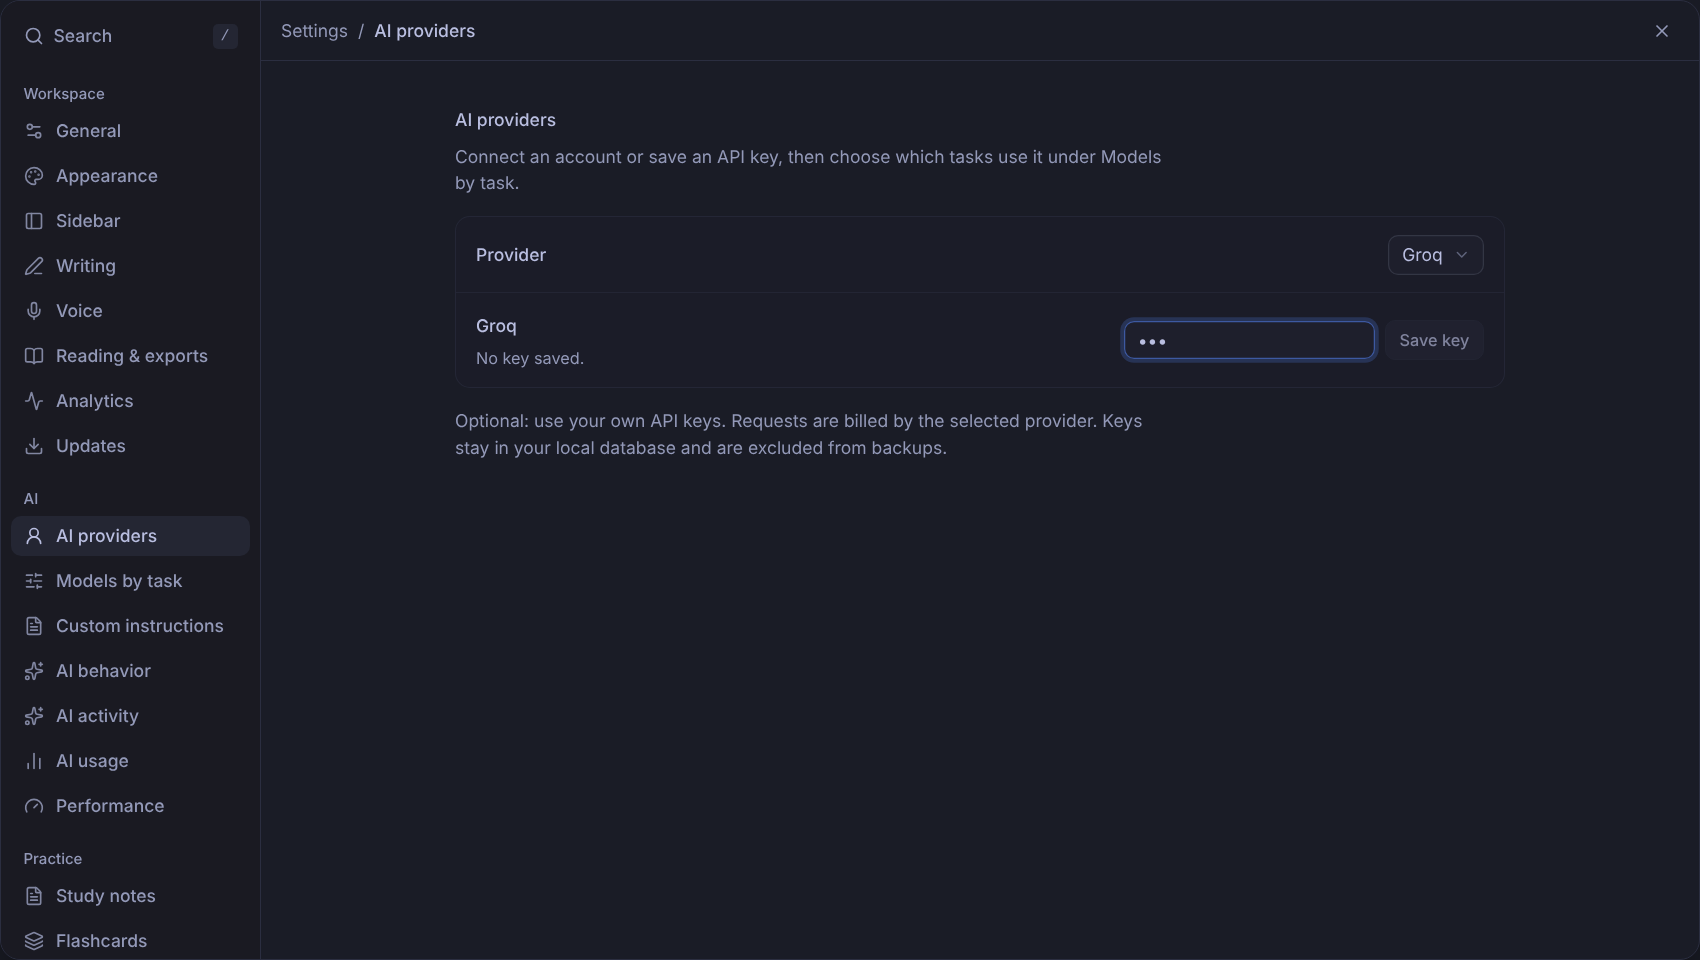 Search /
Workspace
General
Appearance
Sidebar
Writing
Voice
Reading & exports
Analytics
Updates
AI
AI providers
Models by task
Custom instructions
AI behavior
AI activity
AI usage
Performance
Practice
Study notes
Flashcards
Settings / AI providers
AI providers
Connect an account or save an API key, then choose which tasks use it under Models
by task.
Provider
Groq
Groq
No key saved.
•••
Save key
Optional: use your own API keys. Requests are billed by the selected provider. Keys
stay in your local database and are excluded from backups.